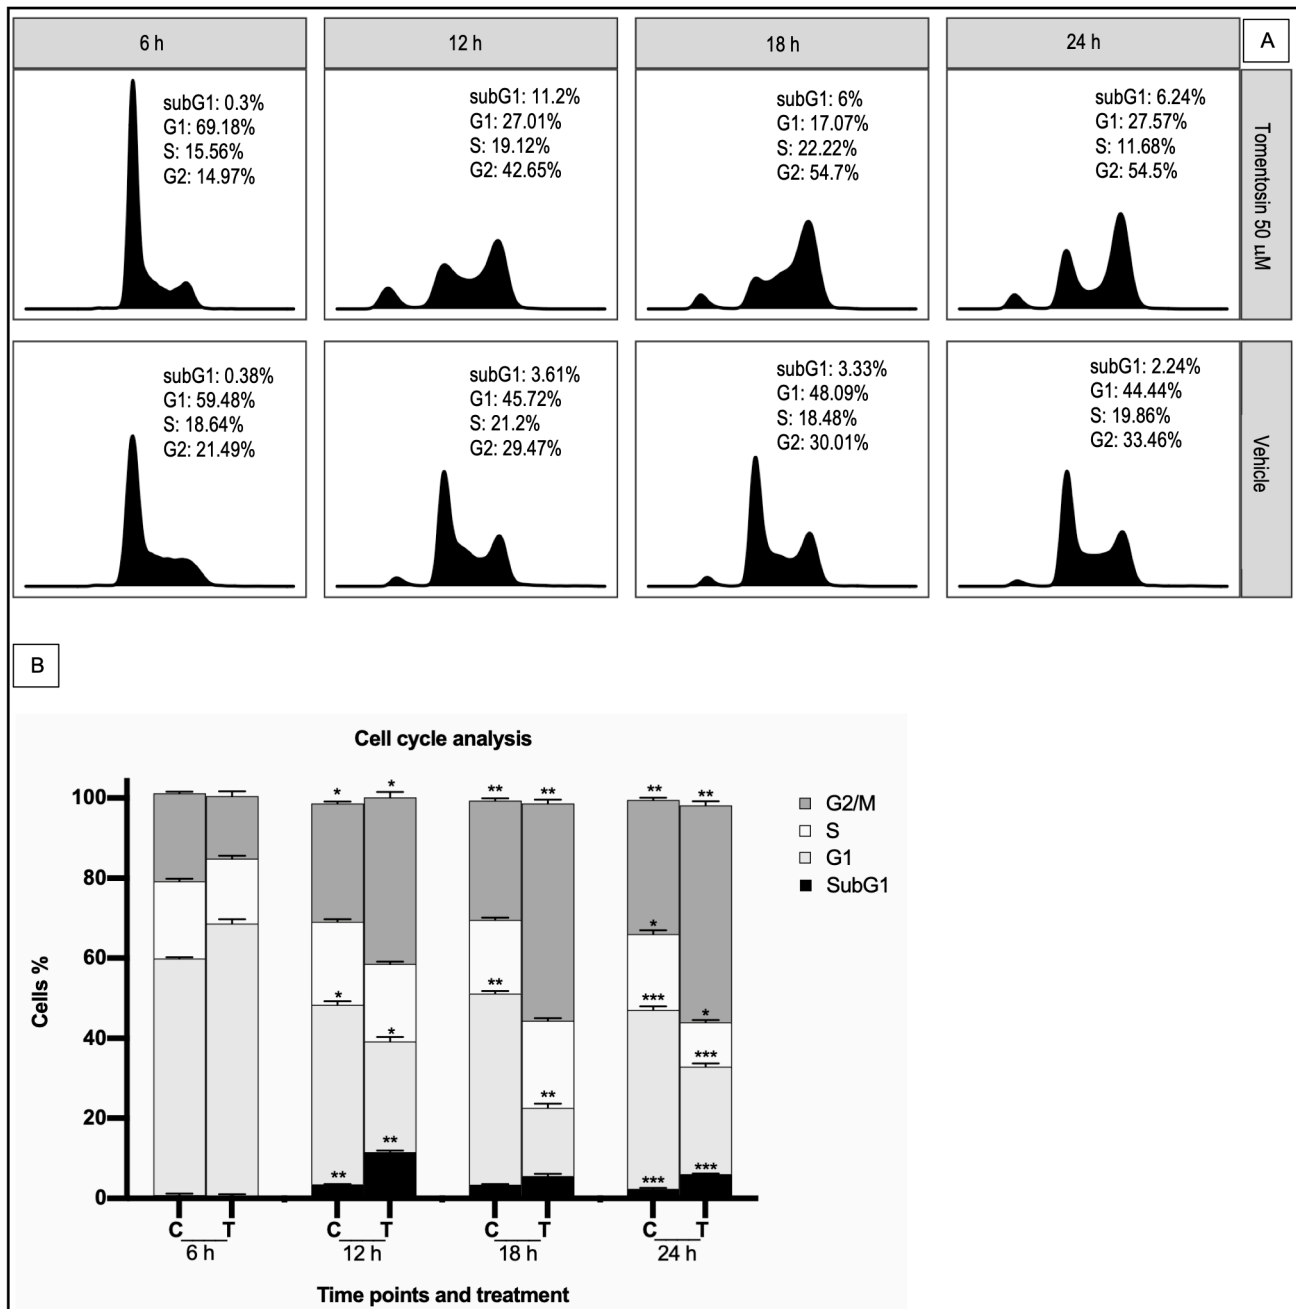 6 h
12 h
18 h
24 h
A
subG1: 0.3%
G1: 69.18%
S: 15.56%
G2: 14.97%
subG1: 11.2%
G1: 27.01%
S: 19.12%
G2: 42.65%
subG1: 6%
G1: 17.07%
S: 22.22%
G2: 54.7%
subG1: 6.24%
G1: 27.57%
S: 11.68%
G2: 54.5%
Tomentosin 50 µM
subG1: 0.38%
G1: 59.48%
S: 18.64%
G2: 21.49%
subG1: 3.61%
G1: 45.72%
S: 21.2%
G2: 29.47%
subG1: 3.33%
G1: 48.09%
S: 18.48%
G2: 30.01%
subG1: 2.24%
G1: 44.44%
S: 19.86%
G2: 33.46%
Vehicle
B
Cell cycle analysis
Cells %
100
80
60
40
20
0
* * ** ** ** **
*
* ** ***
* ** * ***
** ** *** ***
G2/M
S
G1
SubG1
C T C T C T C T
6 h 12 h 18 h 24 h
Time points and treatment